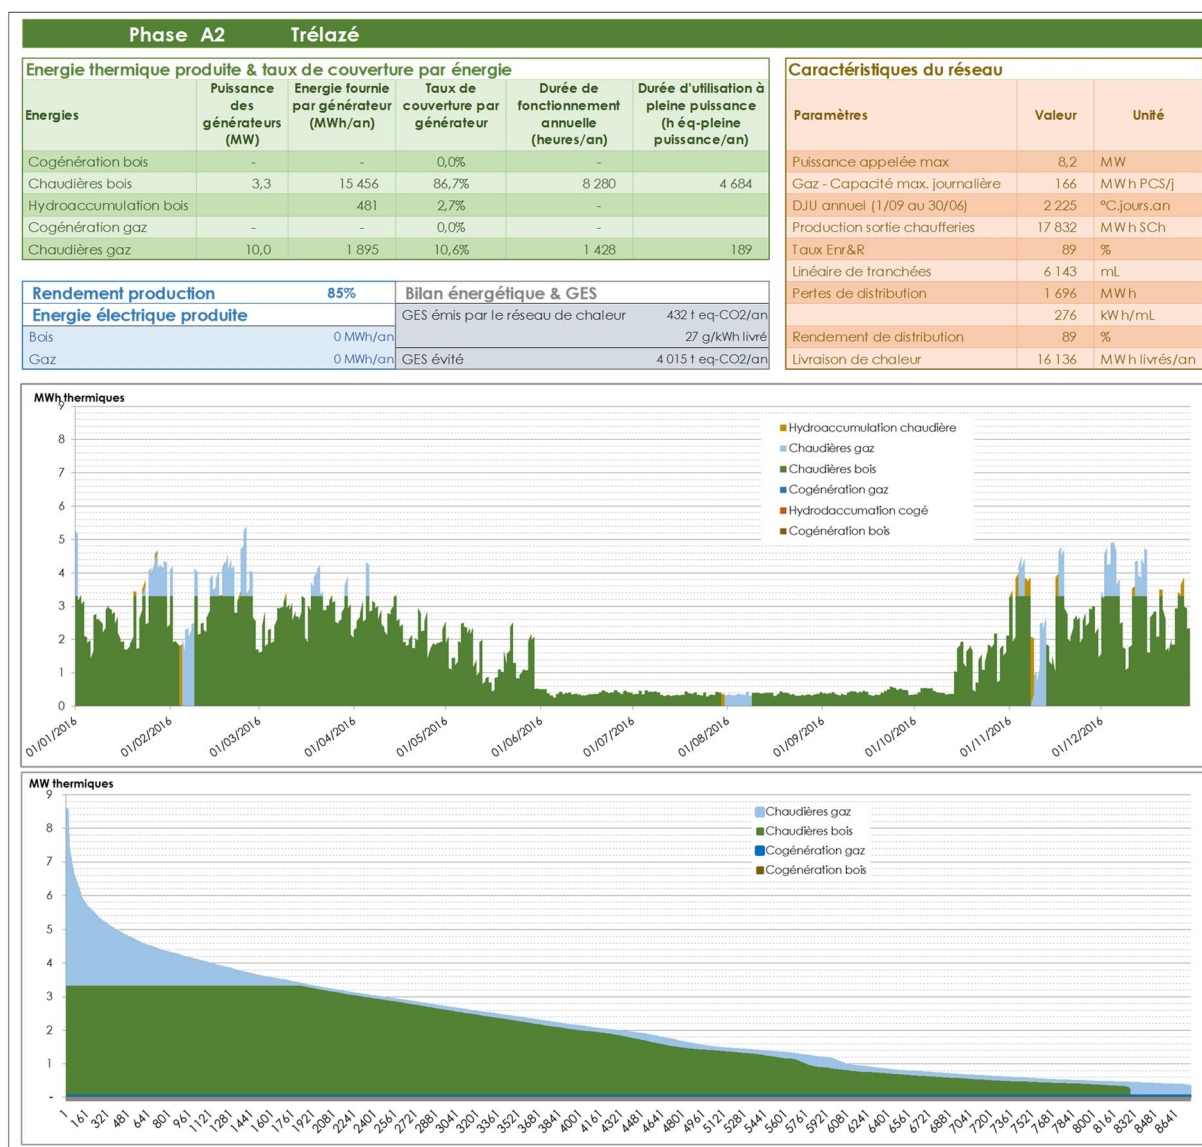 Phase A2 Trélazé
Energie thermique produite & taux de couverture par énergie
Energies Puissance des générateurs (MW) Energie fournie par générateur (MWh/an) Taux de couverture par générateur Durée de fonctionnement annuelle (heures/an) Durée d'utilisation à pleine puissance (h éq-pleine puissance/an)
Cogénération bois - - 0,0% -
Chaudières bois 3,3 15 456 86,7% 8 280 4 684
Hydroaccumulation bois 481 2,7% -
Cogénération gaz - - 0,0% -
Chaudières gaz 10,0 1 895 10,6% 1 428 189
Caractéristiques du réseau
Paramètres Valeur Unité
Puissance appelée max 8,2 MW
Gaz - Capacité max. journalière 166 MWh PCS/j
DJU annuel (1/09 au 30/06) 2 225 °C.jours.an
Production sortie chaufferies 17 832 MWh SCh
Taux Enr&R 89 %
Linéaire de tranchées 6 143 mL
Pertes de distribution 1 696 MWh
276 kWh/mL
Rendement de distribution 89 %
Livraison de chaleur 16 136 MWh livrés/an
Rendement production 85%
Energie électrique produite
Bois 0 MWh/an
Gaz 0 MWh/an
Bilan énergétique & GES
GES émis par le réseau de chaleur 432 t eq-CO2/an
27 g/kWh livré
GES évité 4 015 t eq-CO2/an
MWh thermiques
9
8
7
6
5
4
3
2
1
0
Hydroaccumulation chaudière
Chaudières gaz
Chaudières bois
Cogénération gaz
Hydrodaccumation cogé
Cogénération bois
01/01/2016 01/02/2016 01/03/2016 01/04/2016 01/05/2016 01/06/2016 01/07/2016 01/08/2016 01/09/2016 01/10/2016 01/11/2016 01/12/2016
MW thermiques
9
8
7
6
5
4
3
2
1
-
Chaudières gaz
Chaudières bois
Cogénération gaz
Cogénération bois
1 161 321 481 641 801 961 1121 1281 1441 1601 1761 1921 2081 2241 2401 2561 2721 2881 3041 3201 3361 3521 3681 3841 4001 4161 4321 4481 4641 4801 4961 5121 5281 5441 5601 5761 5921 6081 6241 6401 6561 6721 6881 7041 7201 7361 7521 7681 7841 8001 8161 8321 8481 8641